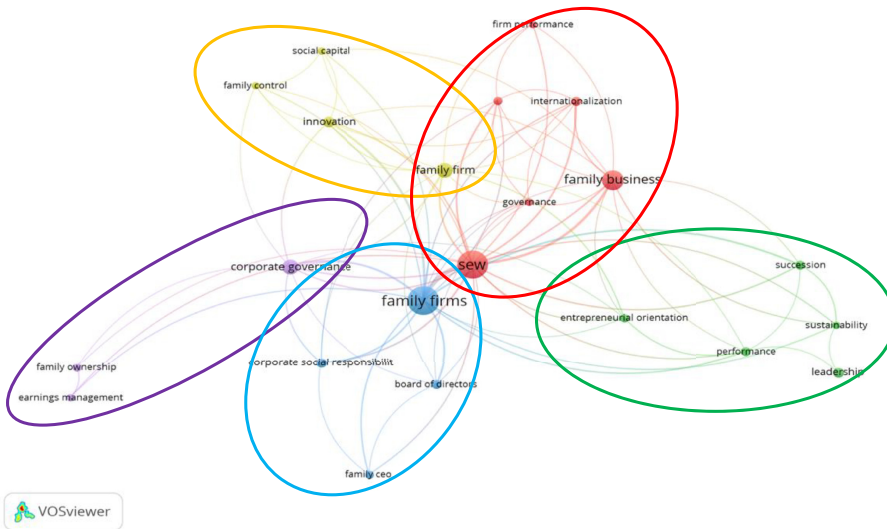 firm performance
social capital
family control
internationalization
innovation
family firm
family business
governance
corporate governance
sew
succession
family firms
entrepreneurial orientation
sustainability
performance
corporate social responsibilit
family ownership
leadership
board of directors
earnings management
family ceo
VOSviewer